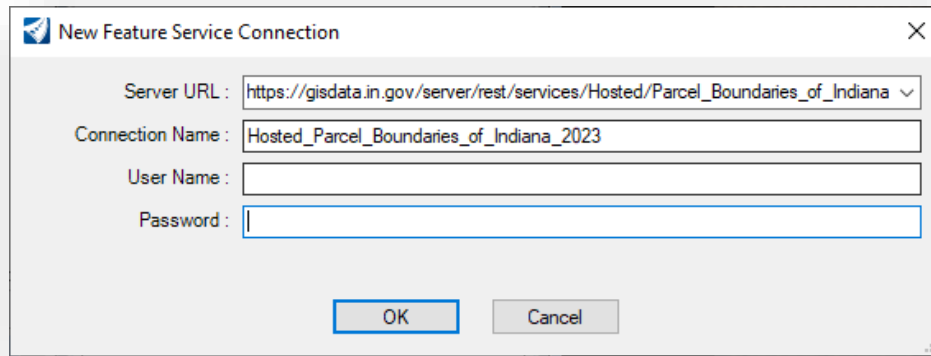 New Feature Service Connection
Server URL : https://gisdata.in.gov/server/rest/services/Hosted/Parcel_Boundaries_of_Indiana
Connection Name : Hosted_Parcel_Boundaries_of_Indiana_2023
User Name :
Password :
OK Cancel